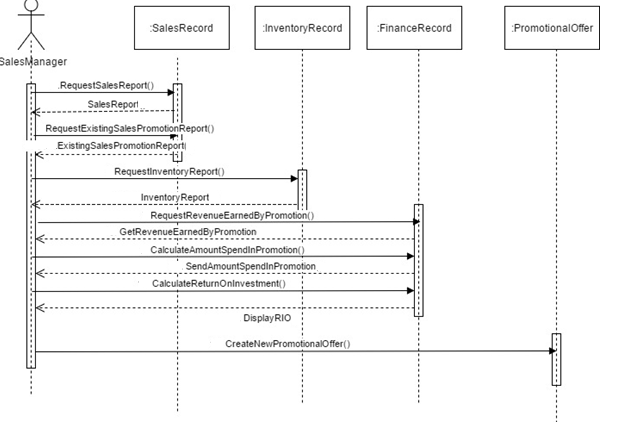 :SalesRecord
:InventoryRecord
:FinanceRecord
:PromotionalOffer
SalesManager
.RequestSalesReport()
SalesReport..
RequestExistingSalesPromotionReport()
.ExistingSalesPromotionReport
RequestInventoryReport()
InventoryReport
RequestRevenueEarnedByPromotion()
GetRevenueEarnedByPromotion
CalculateAmountSpendInPromotion()
SendAmountSpendInPromotion
CalculateReturnOnInvestment()
DisplayRIO
CreateNewPromotionalOffer()